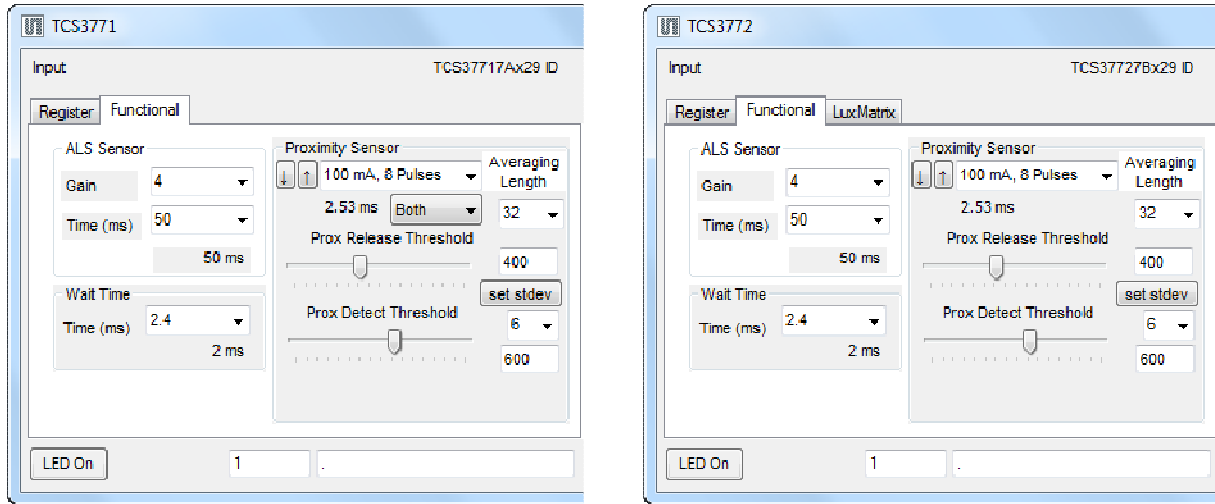 TCS3771
Input
TCS37717Ax29 ID
Register Functional
ALS Sensor
Gain 4
Time (ms) 50
50 ms
Wait Time
Time (ms) 2.4
2 ms
Proximity Sensor
100 mA, 8 Pulses
Averaging
Length
2.53 ms Both 32
Prox Release Threshold
400
set stdev
Prox Detect Threshold
6
600
LED On 1 .
TCS3772
Input
TCS37727Bx29 ID
Register Functional LuxMatrix
ALS Sensor
Gain 4
Time (ms) 50
50 ms
Wait Time
Time (ms) 2.4
2 ms
Proximity Sensor
100 mA, 8 Pulses
Averaging
Length
2.53 ms 32
Prox Release Threshold
400
set stdev
Prox Detect Threshold
6
600
LED On 1 .